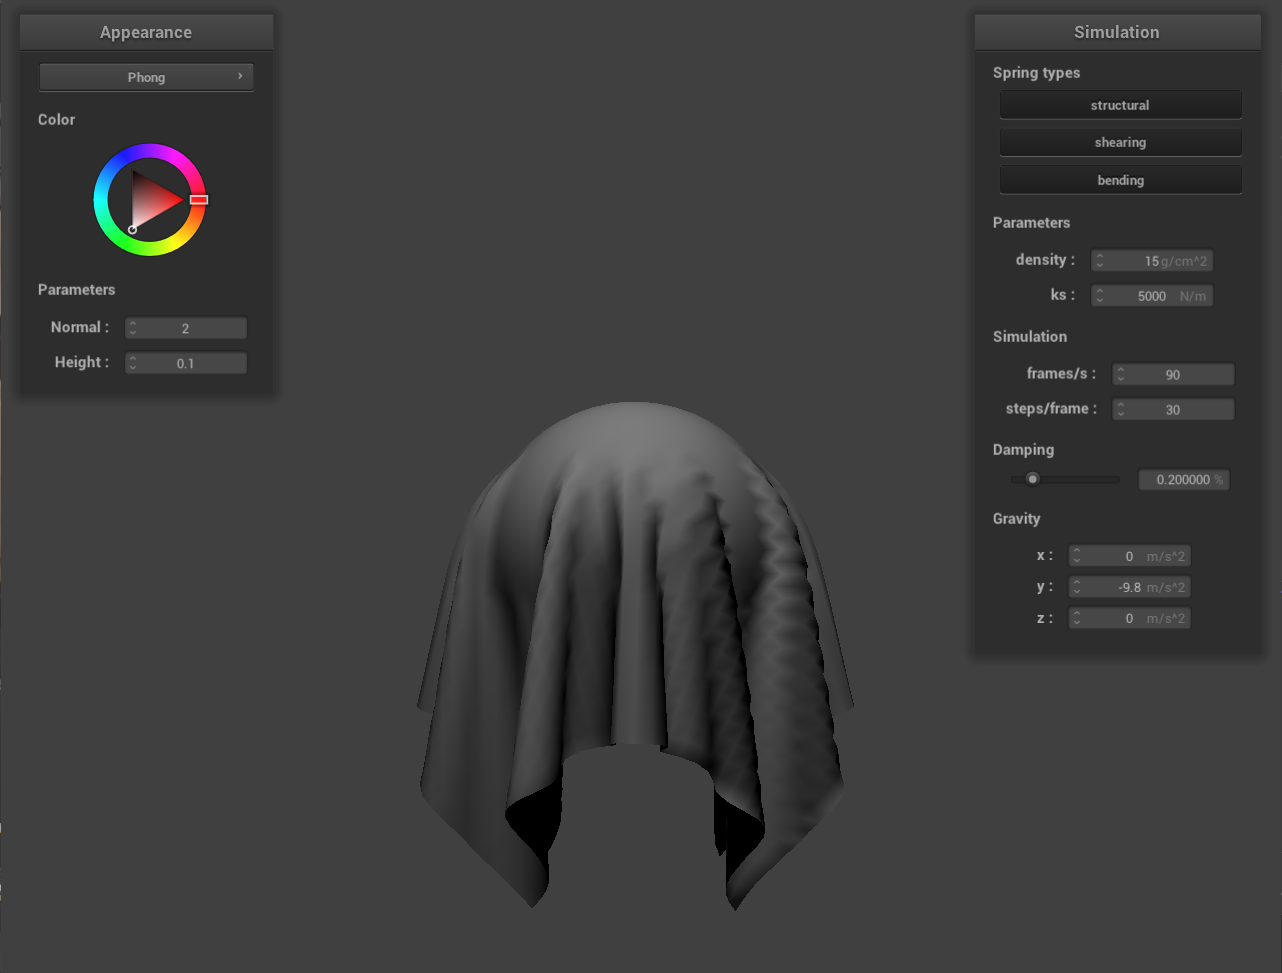 Appearance
Phong ›
Color
Parameters
Normal : 2
Height : 0.1
Simulation
Spring types
structural
shearing
bending
Parameters
density : 15 g/cm^2
ks : 5000 N/m
Simulation
frames/s : 90
steps/frame : 30
Damping
0.200000 %
Gravity
x : 0 m/s^2
y : -9.8 m/s^2
z : 0 m/s^2